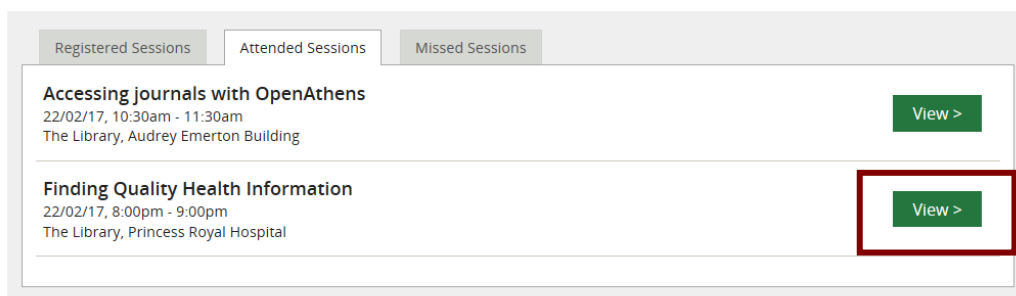 Registered Sessions Attended Sessions Missed Sessions
Accessing journals with OpenAthens
22/02/17, 10:30am - 11:30am
View >
The Library, Audrey Emerton Building
Finding Quality Health Information
22/02/17, 8:00pm - 9:00pm
View >
The Library, Princess Royal Hospital